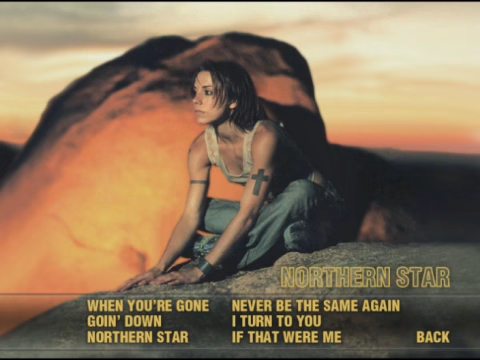 NORTHERN STAR
WHEN YOU'RE GONE
GOIN' DOWN
NORTHERN STAR
NEVER BE THE SAME AGAIN
I TURN TO YOU
IF THAT WERE ME
BACK